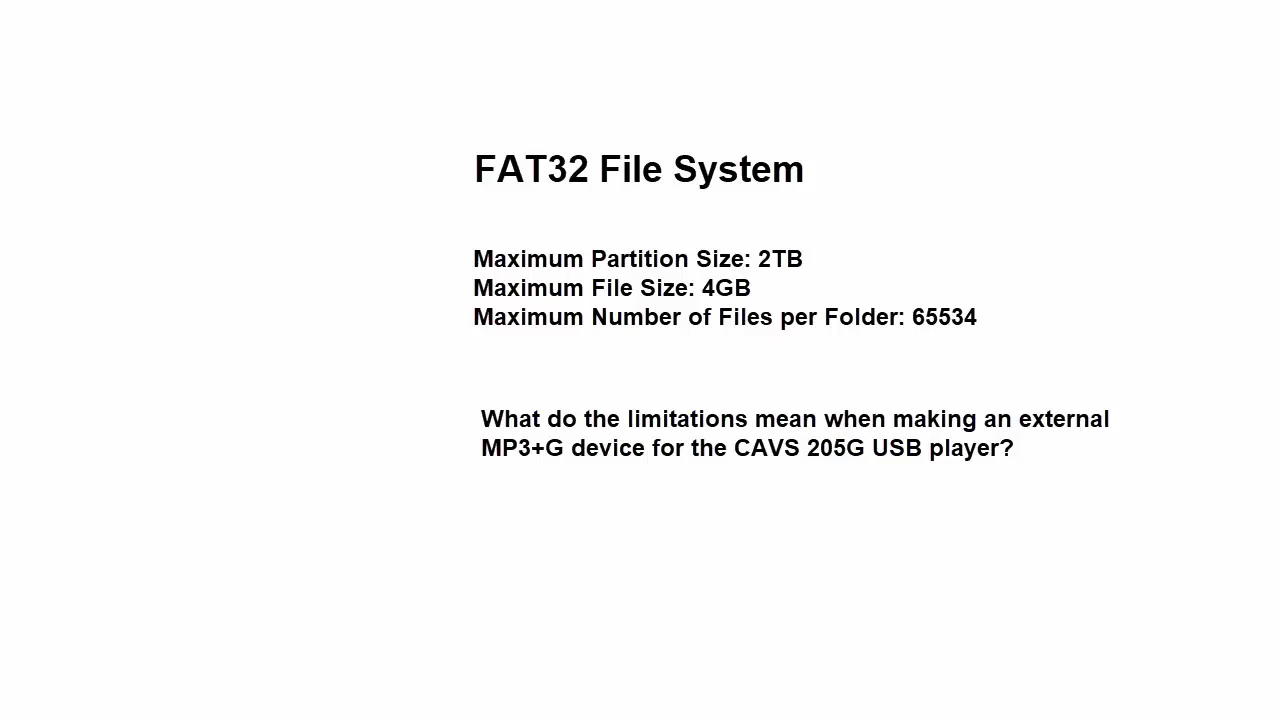 FAT32 File System
Maximum Partition Size: 2TB
Maximum File Size: 4GB
Maximum Number of Files per Folder: 65534
What do the limitations mean when making an external
MP3+G device for the CAVS 205G USB player?